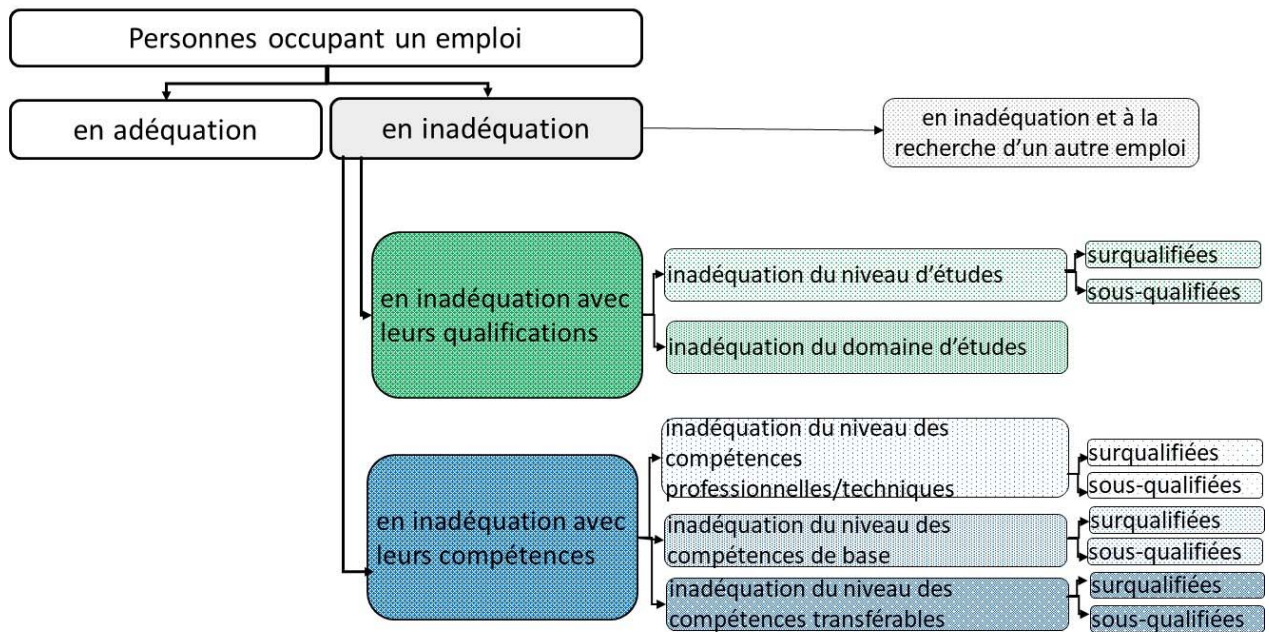 Personnes occupant un emploi
en adéquation
en inadéquation
en inadéquation et à la
recherche d'un autre emploi
en inadéquation avec
leurs qualifications
inadéquation du niveau d'études
surqualifiées
sous-qualifiées
inadéquation du domaine d'études
en inadéquation avec
leurs compétences
inadéquation du niveau des
compétences
professionnelles/techniques
surqualifiées
sous-qualifiées
inadéquation du niveau des
compétences de base
surqualifiées
sous-qualifiées
inadéquation du niveau des
compétences transférables
surqualifiées
sous-qualifiées